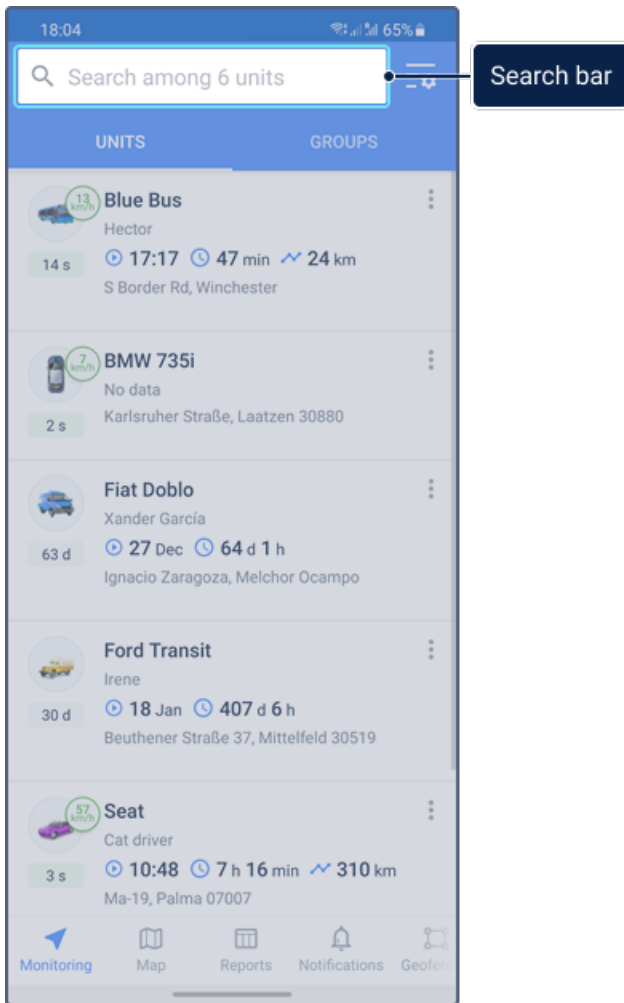 18:04 65%
Search among 6 units
Search bar
UNITS GROUPS
13 km/h
Blue Bus
Hector
14 s
17:17 47 min 24 km
S Border Rd, Winchester
7 km/h
BMW 735i
No data
2 s
Karlsruher Straße, Laatzen 30880
Fiat Doblo
Xander García
63 d
27 Dec 64 d 1 h
Ignacio Zaragoza, Melchor Ocampo
Ford Transit
Irene
30 d
18 Jan 407 d 6 h
Beuthener Straße 37, Mittelfeld 30519
57 km/h
Seat
Cat driver
3 s
10:48 7 h 16 min 310 km
Ma-19, Palma 07007
Monitoring Map Reports Notifications Geofen